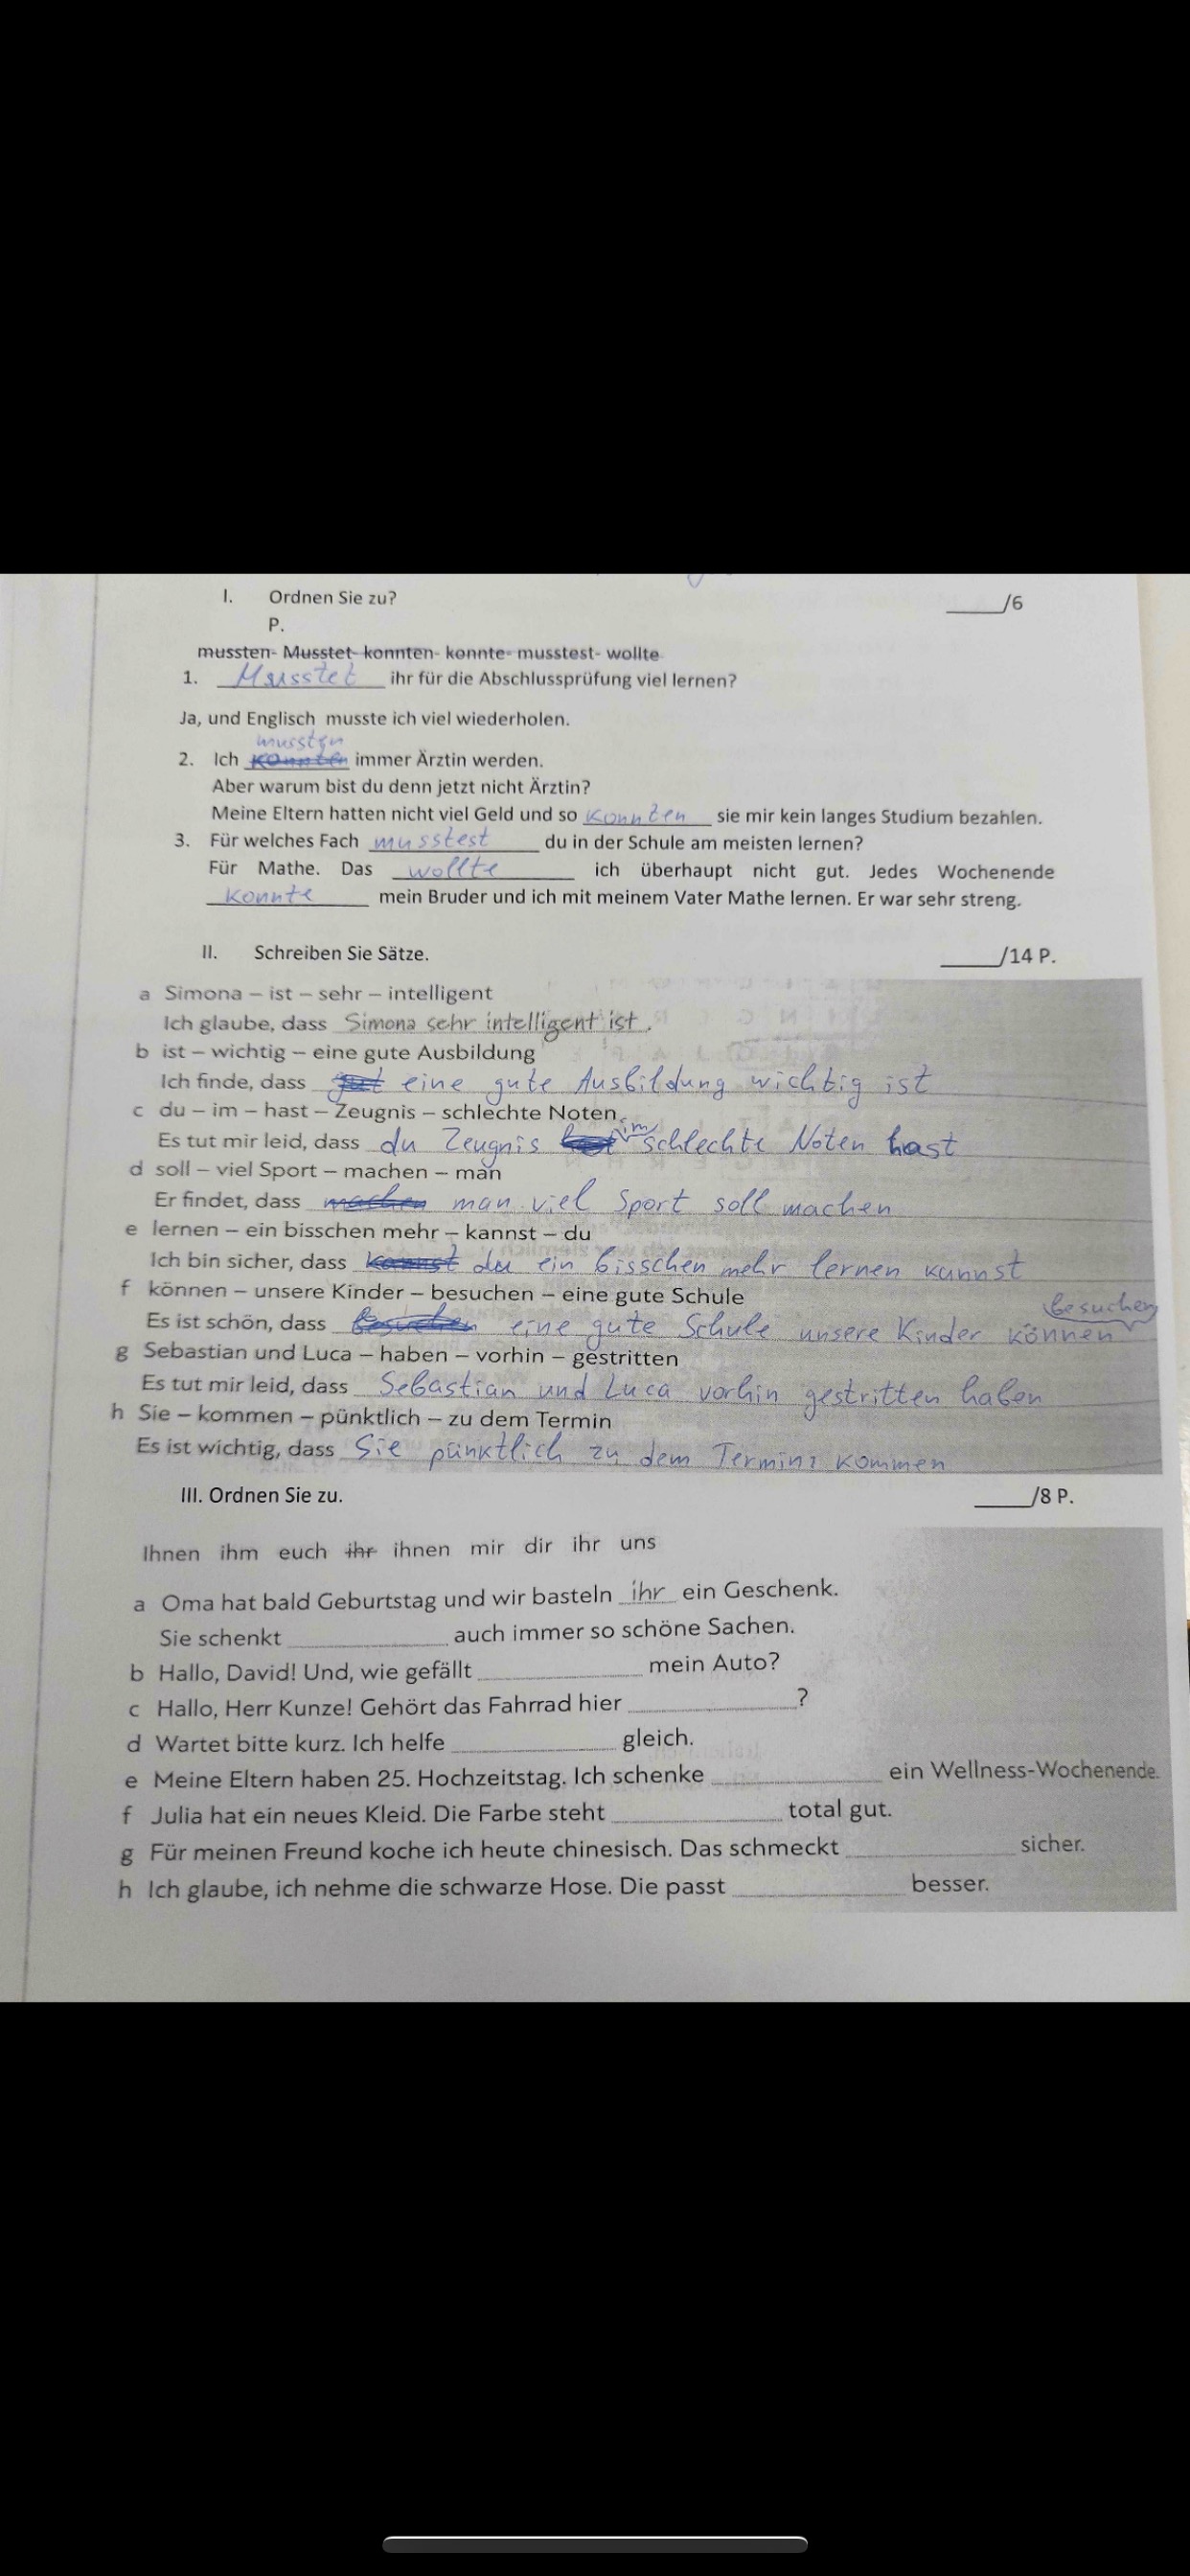 I. Ordnen Sie zu? ______/6
P.
mussten- Musstet- konnten- konnte- musstest- wollte
1. Musstet ihr für die Abschlussprüfung viel lernen?
Ja, und Englisch musste ich viel wiederholen.
mussten
2. Ich konnten immer Ärztin werden.
Aber warum bist du denn jetzt nicht Ärztin?
Meine Eltern hatten nicht viel Geld und so konnten sie mir kein langes Studium bezahlen.
3. Für welches Fach musstest du in der Schule am meisten lernen?
Für Mathe. Das wollte ich überhaupt nicht gut. Jedes Wochenende
konnte mein Bruder und ich mit meinem Vater Mathe lernen. Er war sehr streng.
II. Schreiben Sie Sätze. ______/14 P.
a Simona – ist – sehr – intelligent
Ich glaube, dass Simona sehr intelligent ist.
b ist – wichtig – eine gute Ausbildung
Ich finde, dass eine gute Ausbildung wichtig ist
c du – im – hast – Zeugnis – schlechte Noten
Es tut mir leid, dass du Zeugnis im schlechte Noten hast
d soll – viel Sport – machen – man
Er findet, dass machen man viel Sport soll machen
e lernen – ein bisschen mehr – kannst – du
Ich bin sicher, dass kannst du ein bisschen mehr lernen kannst
f können – unsere Kinder – besuchen – eine gute Schule
besuchen
Es ist schön, dass besuchen eine gute Schule unsere Kinder können
g Sebastian und Luca – haben – vorhin – gestritten
Es tut mir leid, dass Sebastian und Luca vorhin gestritten haben
h Sie – kommen – pünktlich – zu dem Termin
Es ist wichtig, dass Sie pünktlich zu dem kommen
III. Ordnen Sie zu. ______/8 P.
Ihnen ihm euch ihr ihnen mir dir ihr uns
a Oma hat bald Geburtstag und wir basteln ihr ein Geschenk.
Sie schenkt ______ auch immer so schöne Sachen.
b Hallo, David! Und, wie gefällt ______ mein Auto?
c Hallo, Herr Kunze! Gehört das Fahrrad hier ______?
d Wartet bitte kurz. Ich helfe ______ gleich.
e Meine Eltern haben 25. Hochzeitstag. Ich schenke ______ ein Wellness-Wochenende.
f Julia hat ein neues Kleid. Die Farbe steht ______ total gut.
g Für meinen Freund koche ich heute chinesisch. Das schmeckt ______ sicher.
h Ich glaube, ich nehme die schwarze Hose. Die passt ______ besser.